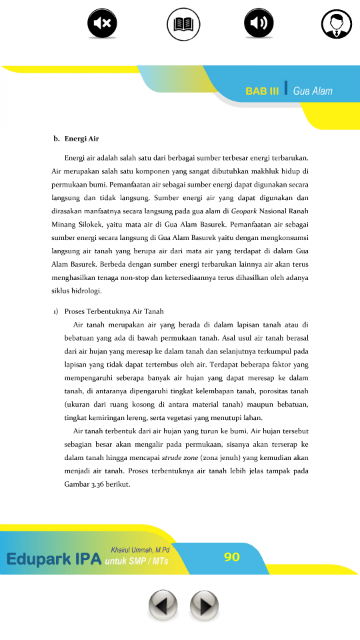 BAB III Gua Alam
b. Energi Air
Energi air adalah salah satu dari berbagai sumber terbesar energi terbarukan.
Air merupakan salah satu komponen yang sangat dibutuhkan makhluk hidup di
permukaan bumi. Pemanfaatan air sebagai sumber energi dapat digunakan secara
langsung dan tidak langsung. Sumber energi air yang dapat digunakan dan
dirasakan manfaatnya secara langsung pada gua alam di Geopark Nasional Ranah
Minang Silokek, yaitu mata air di Gua Alam Basurek. Pemanfaatan air sebagai
sumber energi secara langsung di Gua Alam Basurek yaitu dengan mengkonsumsi
langsung air tanah yang berupa air dari mata air yang terdapat di dalam Gua
Alam Basurek. Berbeda dengan sumber energi terbarukan lainnya air akan terus
menghasilkan tenaga non-stop dan ketersediaannya terus dihasilkan oleh adanya
siklus hidrologi.
1) Proses Terbentuknya Air Tanah
Air tanah merupakan air yang berada di dalam lapisan tanah atau di
bebatuan yang ada di bawah permukaan tanah. Asal usul air tanah berasal
dari air hujan yang meresap ke dalam tanah dan selanjutnya terkumpul pada
lapisan yang tidak dapat tertembus oleh air. Terdapat beberapa faktor yang
mempengaruhi seberapa banyak air hujan yang dapat meresap ke dalam
tanah, di antaranya dipengaruhi tingkat kelembapan tanah, porositas tanah
(ukuran dari ruang kosong di antara material tanah) maupun bebatuan,
tingkat kemiringan lereng, serta vegetasi yang menutupi lahan.
Air tanah terbentuk dari air hujan yang turun ke bumi. Air hujan tersebut
sebagian besar akan mengalir pada permukaan, sisanya akan terserap ke
dalam tanah hingga mencapai strude zone (zona jenuh) yang kemudian akan
menjadi air tanah. Proses terbentuknya air tanah lebih jelas tampak pada
Gambar 3.36 berikut.
Khairul Ummah, M.Pd
Edupark IPA untuk SMP / MTs
90